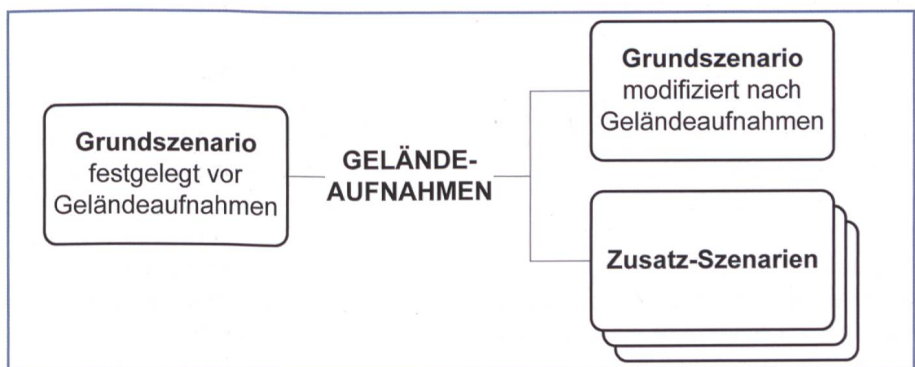 Grundszenario
festgelegt vor
Geländeaufnahmen
GELÄNDE-
AUFNAHMEN
Grundszenario
modifiziert nach
Geländeaufnahmen
Zusatz-Szenarien